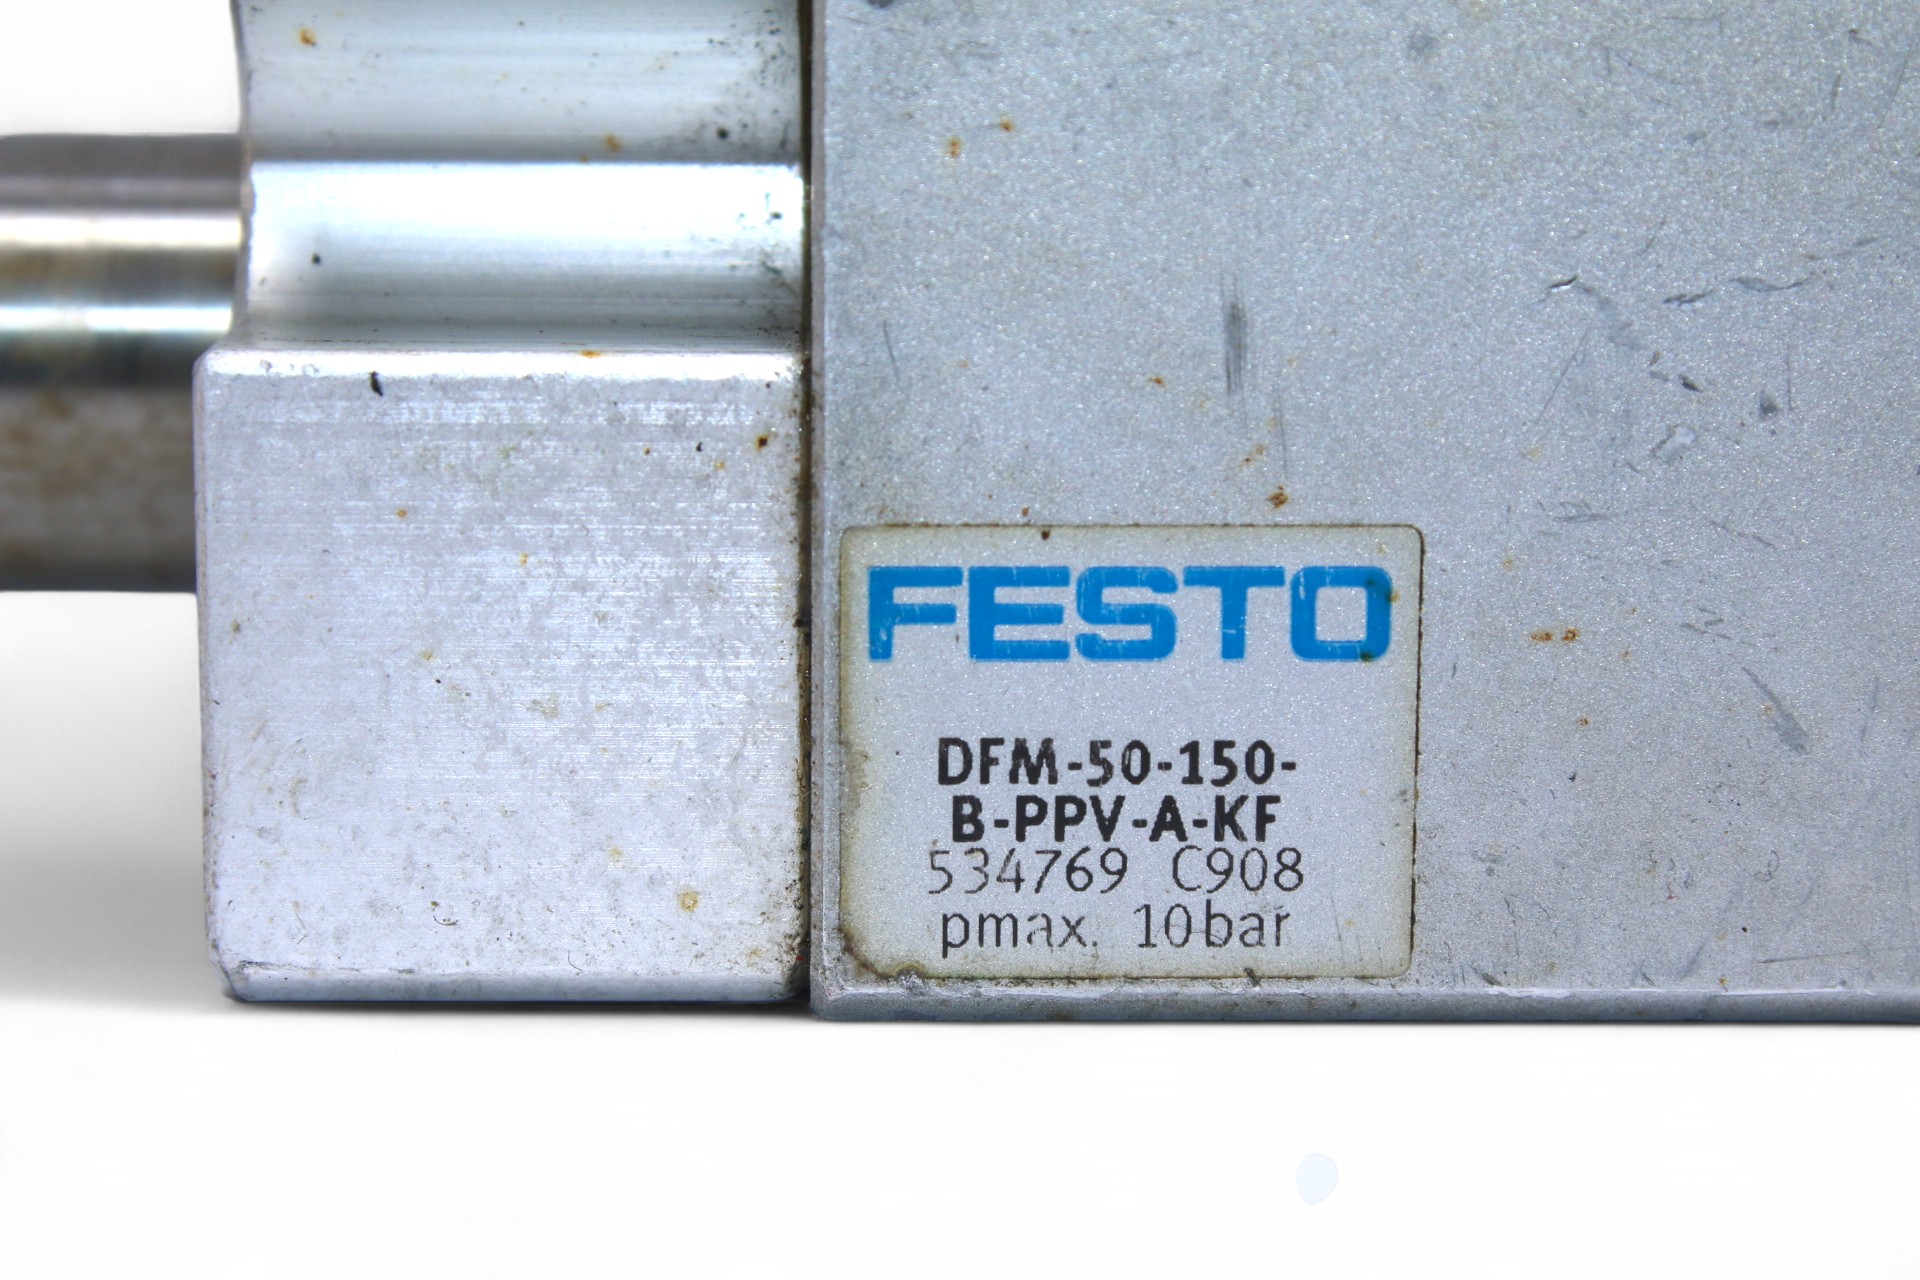 FESTO
DFM-50-150-
B-PPV-A-KF
534769 C908
pmax. 10bar